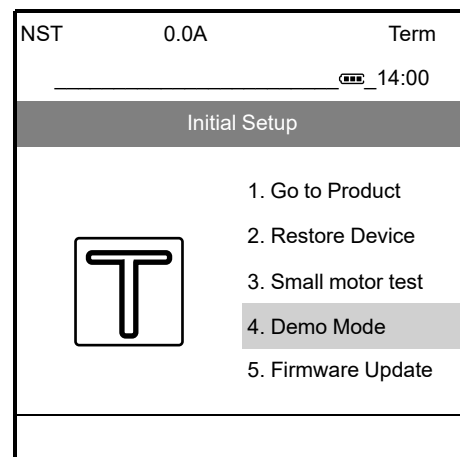 NST 0.0A Term
_14:00
Initial Setup
1. Go to Product
2. Restore Device
3. Small motor test
4. Demo Mode
5. Firmware Update
T